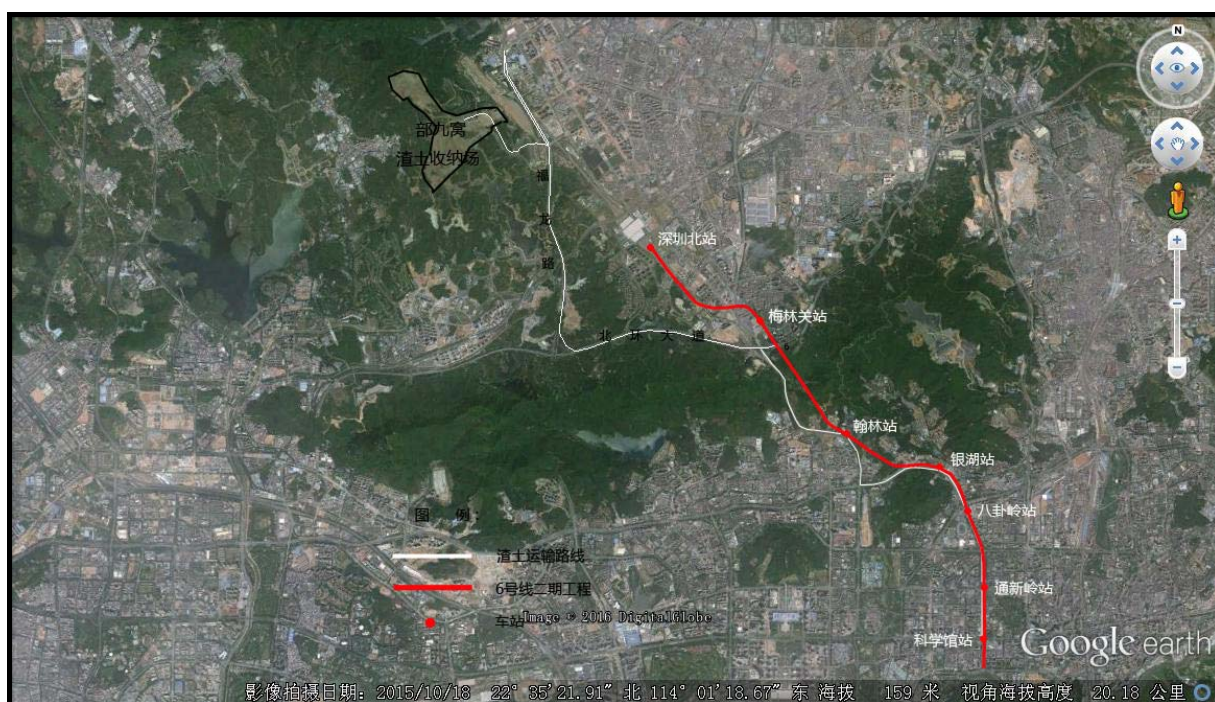 N
部九窝
渣土收纳场
福
龙
路
深圳北站
梅林关站
北 环 大 道
翰林站
银湖站
八卦岭站
图 例：
渣土运输路线
6号线二期工程
通新岭站
车站
Image © 2016 DigitalGlobe
科学馆站
Google earth
影像拍摄日期: 2015/10/18 22°35'21.91" 北 114°01'18.67" 东 海拔 159 米 视角海拔高度 20.18 公里